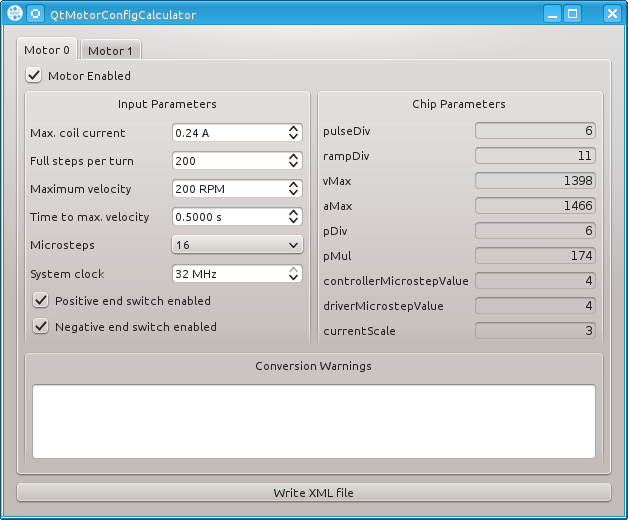 QtMotorConfigCalculator
Motor 0
Motor 1
Motor Enabled
Input Parameters
Max. coil current 0.24 A
Full steps per turn 200
Maximum velocity 200 RPM
Time to max. velocity 0.5000 s
Microsteps 16
System clock 32 MHz
Positive end switch enabled
Negative end switch enabled
Chip Parameters
pulseDiv 6
rampDiv 11
vMax 1398
aMax 1466
pDiv 6
pMul 174
controllerMicrostepValue 4
driverMicrostepValue 4
currentScale 3
Conversion Warnings
Write XML file